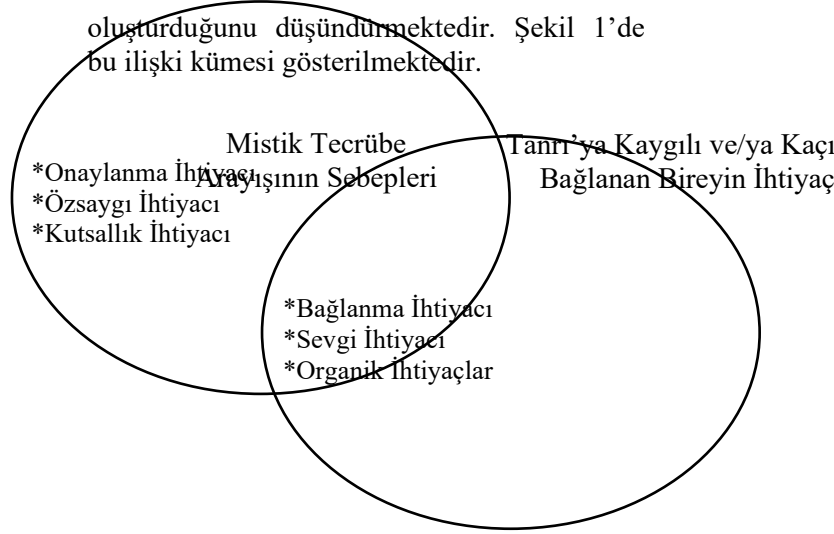 oluşturduğunu düşündürmektedir. Şekil 1’de
bu ilişki kümesi gösterilmektedir.
Mistik Tecrübe
Arayışının Sebepleri
Tanrı’ya Kaygılı ve/ya Kaçı
Bağlanan Bireyin İhtiyaç
*Onaylanma İhtiyacı
*Özsaygı İhtiyacı
*Kutsallık İhtiyacı
*Bağlanma İhtiyacı
*Sevgi İhtiyacı
*Organik İhtiyaçlar